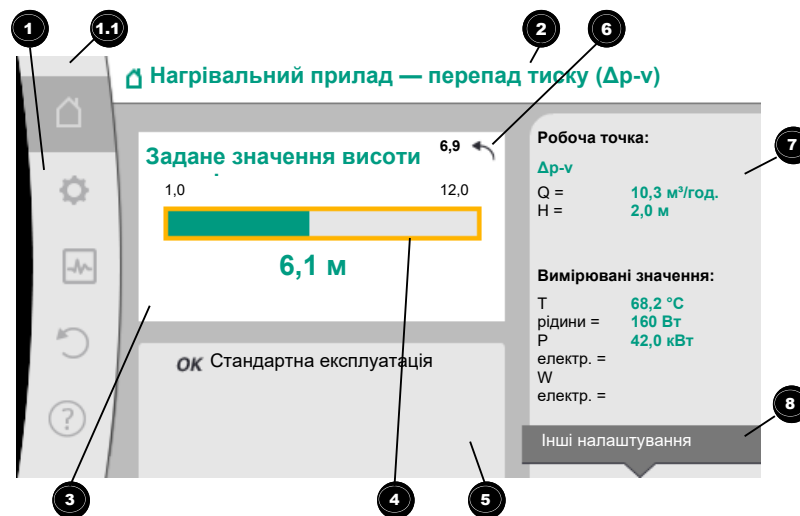 1
1.1
2
6
Нагрівальний прилад — перепад тиску (Δp-v)
Задане значення висоти
6,9
1,0
12,0
6,1 м
OK Стандартна експлуатація
Робоча точка:
7
Δp-v
Q = 10,3 м³/год.
H = 2,0 м
Вимірювані значення:
T 68,2 °C
рідини = 160 Вт
P 42,0 кВт
електр. =
W
електр. =
8
Інші налаштування
3
4
5
?